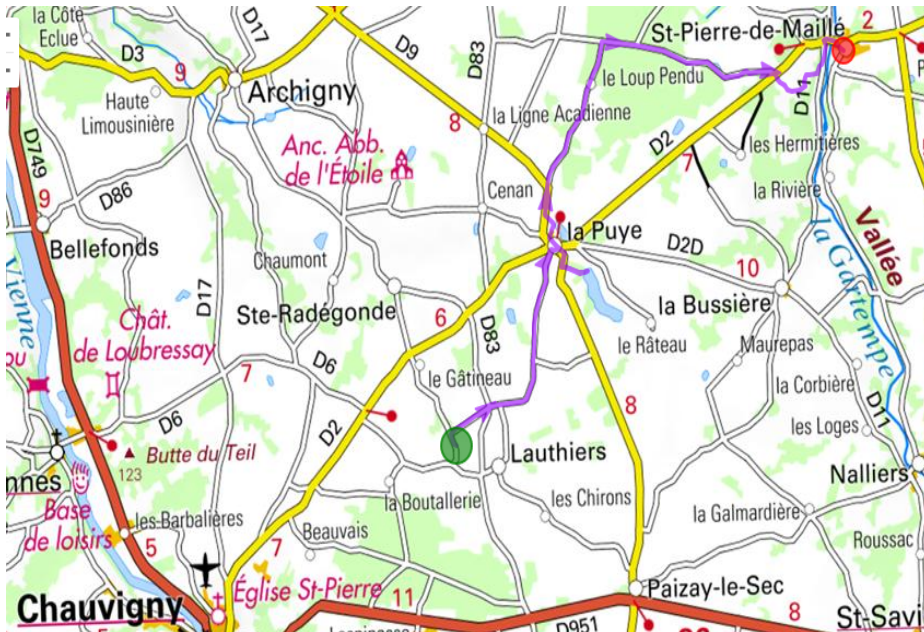 la Côte
Eclue
D3
9
D17
Archigny
Haute
Limousinière
D9
8
D83
la Ligne Acadienne
le Loup Pendu
St-Pierre-de-Maillé
2
D11
D2
7
les Hermitières
la Rivière
Vallée
la Gartempe
Anc. Abb.
de l'Étoile
Cenan
la Puye
D2D
10
la Bussière
le Râteau
Maurepas
la Corbière
les Loges
D11
Nalliers
D749
9
D86
Bellefonds
Vienne
D17
Chaumont
Ste-Radégonde
6
D83
Chât.
de Loubressay
ou
7
D6
D6
le Gâtineau
D2
8
Butte du Teil
123
nnes
Base
de loisirs
les Barbalières
5
Lauthiers
la Boutallerie
les Chirons
la Galmardière
Roussac
Beauvais
7
Église St-Pierre
Chauvigny
11
Paizay-le-Sec
8
D951
St-Savi